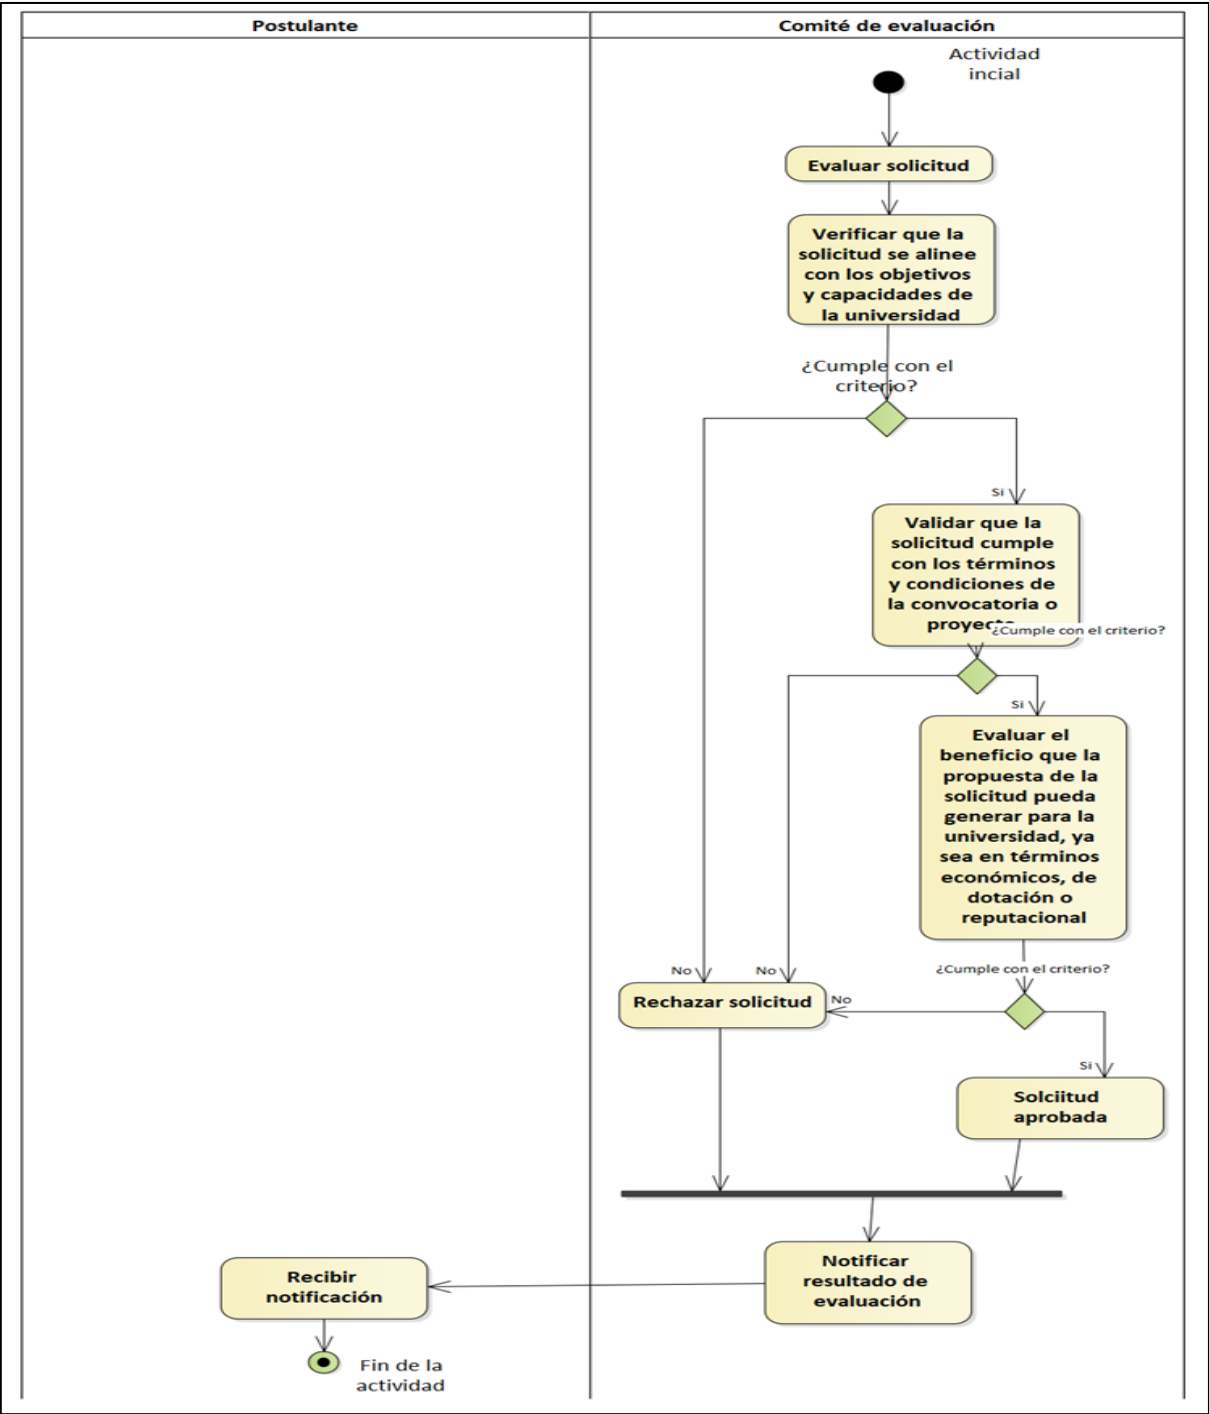 Postulante
Comité de evaluación
Actividad
incial
Evaluar solicitud
Verificar que la
solicitud se alinee
con los objetivos
y capacidades de
la universidad
¿Cumple con el
criterio?
Si
Validar que la
solicitud cumple
con los términos
y condiciones de
la convocatoria o
proyecto
¿Cumple con el criterio?
Si
Evaluar el
beneficio que la
propuesta de la
solicitud pueda
generar para la
universidad, ya
sea en términos
económicos, de
dotación o
reputacional
¿Cumple con el criterio?
No
No
Rechazar solicitud
No
Si
Solciitud
aprobada
Notificar
resultado de
evaluación
Recibir
notificación
Fin de la
actividad